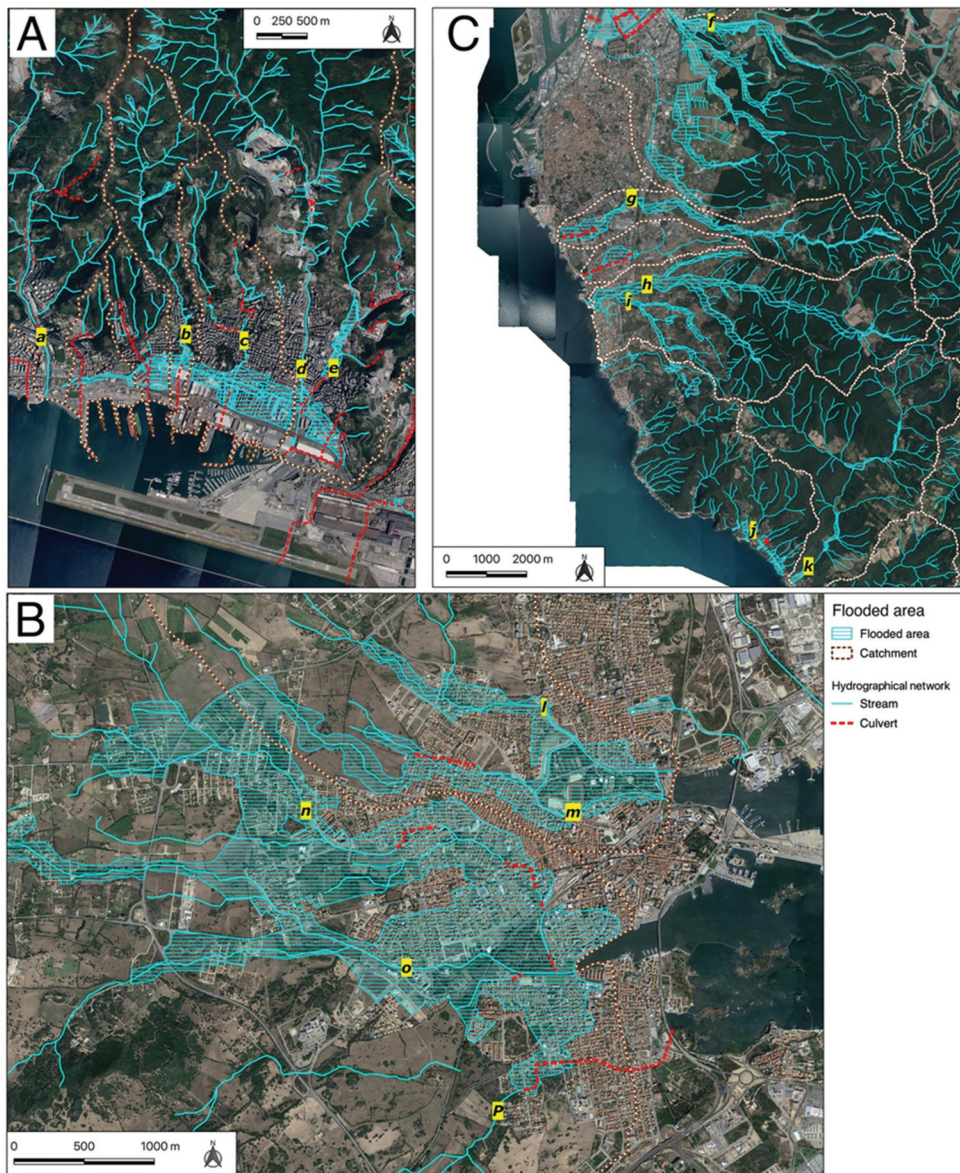 A
0 250 500 m
N
a
b
c
d
e
C
f
g
h
i
j
k
0 1000 2000 m
N
B
l
m
n
o
P
0 500 1000 m
N
Flooded area
Flooded area
Catchment
Hydrographical network
Stream
Culvert